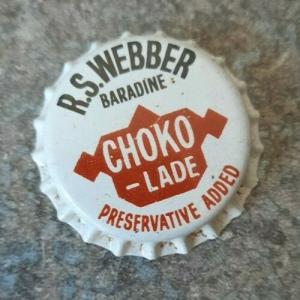 R.S. WEBBER
BARADINE :
CHOKO
-LADE
PRESERVATIVE ADDED